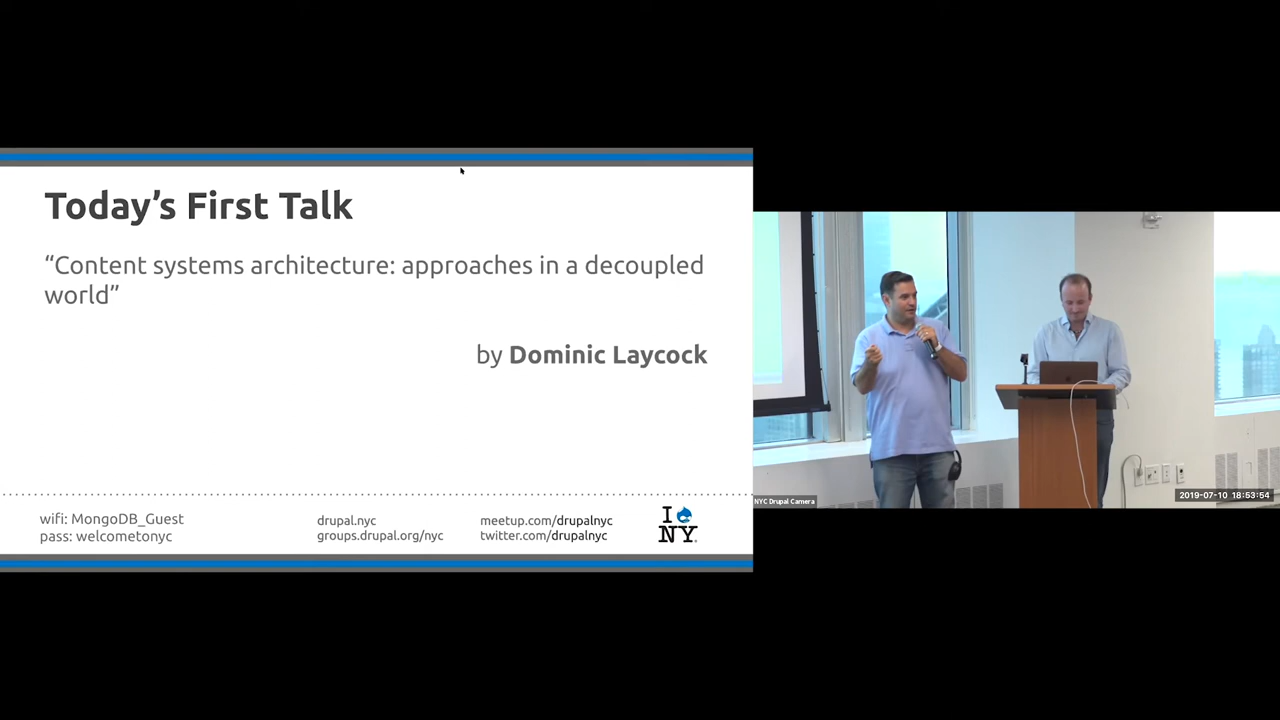 Today’s First Talk
“Content systems architecture: approaches in a decoupled
world”
by Dominic Laycock
wifi: MongoDB_Guest
pass: welcometonyc
drupal.nyc
groups.drupal.org/nyc
meetup.com/drupalnyc
twitter.com/drupalnyc
I
NY
NYC Drupal Camera
2019-07-10 18:53:54